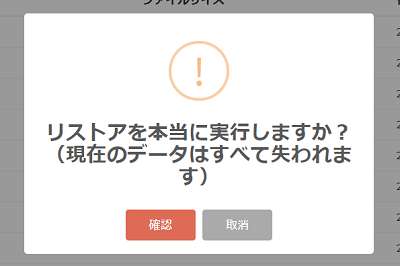 ファイルサイズ
リストアを本当に実行しますか？
（現在のデータはすべて失われま
す）
確認
取消